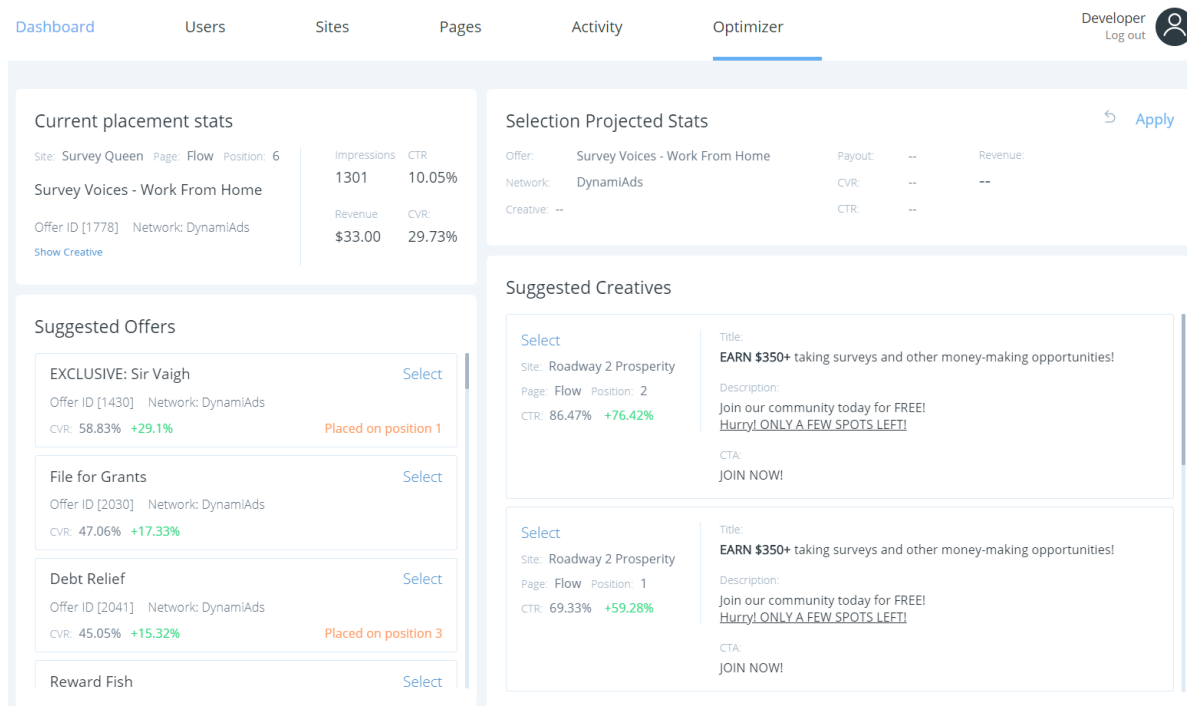 Dashboard Users Sites Pages Activity Optimizer Developer
Log out
Current placement stats
Site: Survey Queen Page: Flow Position: 6
Survey Voices - Work From Home
Offer ID [1778] Network: DynamiAds
Show Creative
Impressions CTR
1301 10.05%
Revenue CVR:
$33.00 29.73%
Suggested Offers
EXCLUSIVE: Sir Vaigh Select
Offer ID [1430] Network: DynamiAds
CVR: 58.83% +29.1% Placed on position 1
File for Grants Select
Offer ID [2030] Network: DynamiAds
CVR: 47.06% +17.33%
Debt Relief Select
Offer ID [2041] Network: DynamiAds
CVR: 45.05% +15.32% Placed on position 3
Reward Fish Select
Selection Projected Stats Apply
Offer: Survey Voices - Work From Home Payout: -- Revenue:
Network: DynamiAds CVR: -- --
Creative: -- CTR: --
Suggested Creatives
Select
Site: Roadway 2 Prosperity
Page: Flow Position: 2
CTR: 86.47% +76.42%
Title:
EARN $350+ taking surveys and other money-making opportunities!
Description:
Join our community today for FREE!
Hurry! ONLY A FEW SPOTS LEFT!
CTA:
JOIN NOW!
Select
Site: Roadway 2 Prosperity
Page: Flow Position: 1
CTR: 69.33% +59.28%
Title:
EARN $350+ taking surveys and other money-making opportunities!
Description:
Join our community today for FREE!
Hurry! ONLY A FEW SPOTS LEFT!
CTA:
JOIN NOW!